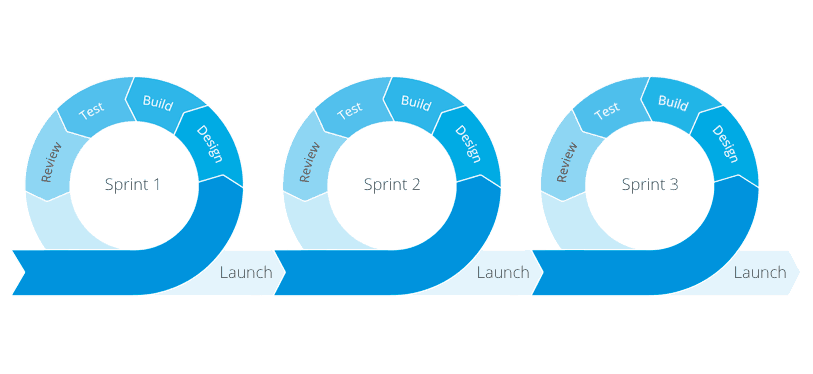 Sprint 1
Design
Build
Test
Review
Launch
Sprint 2
Design
Build
Test
Review
Launch
Sprint 3
Design
Build
Test
Review
Launch